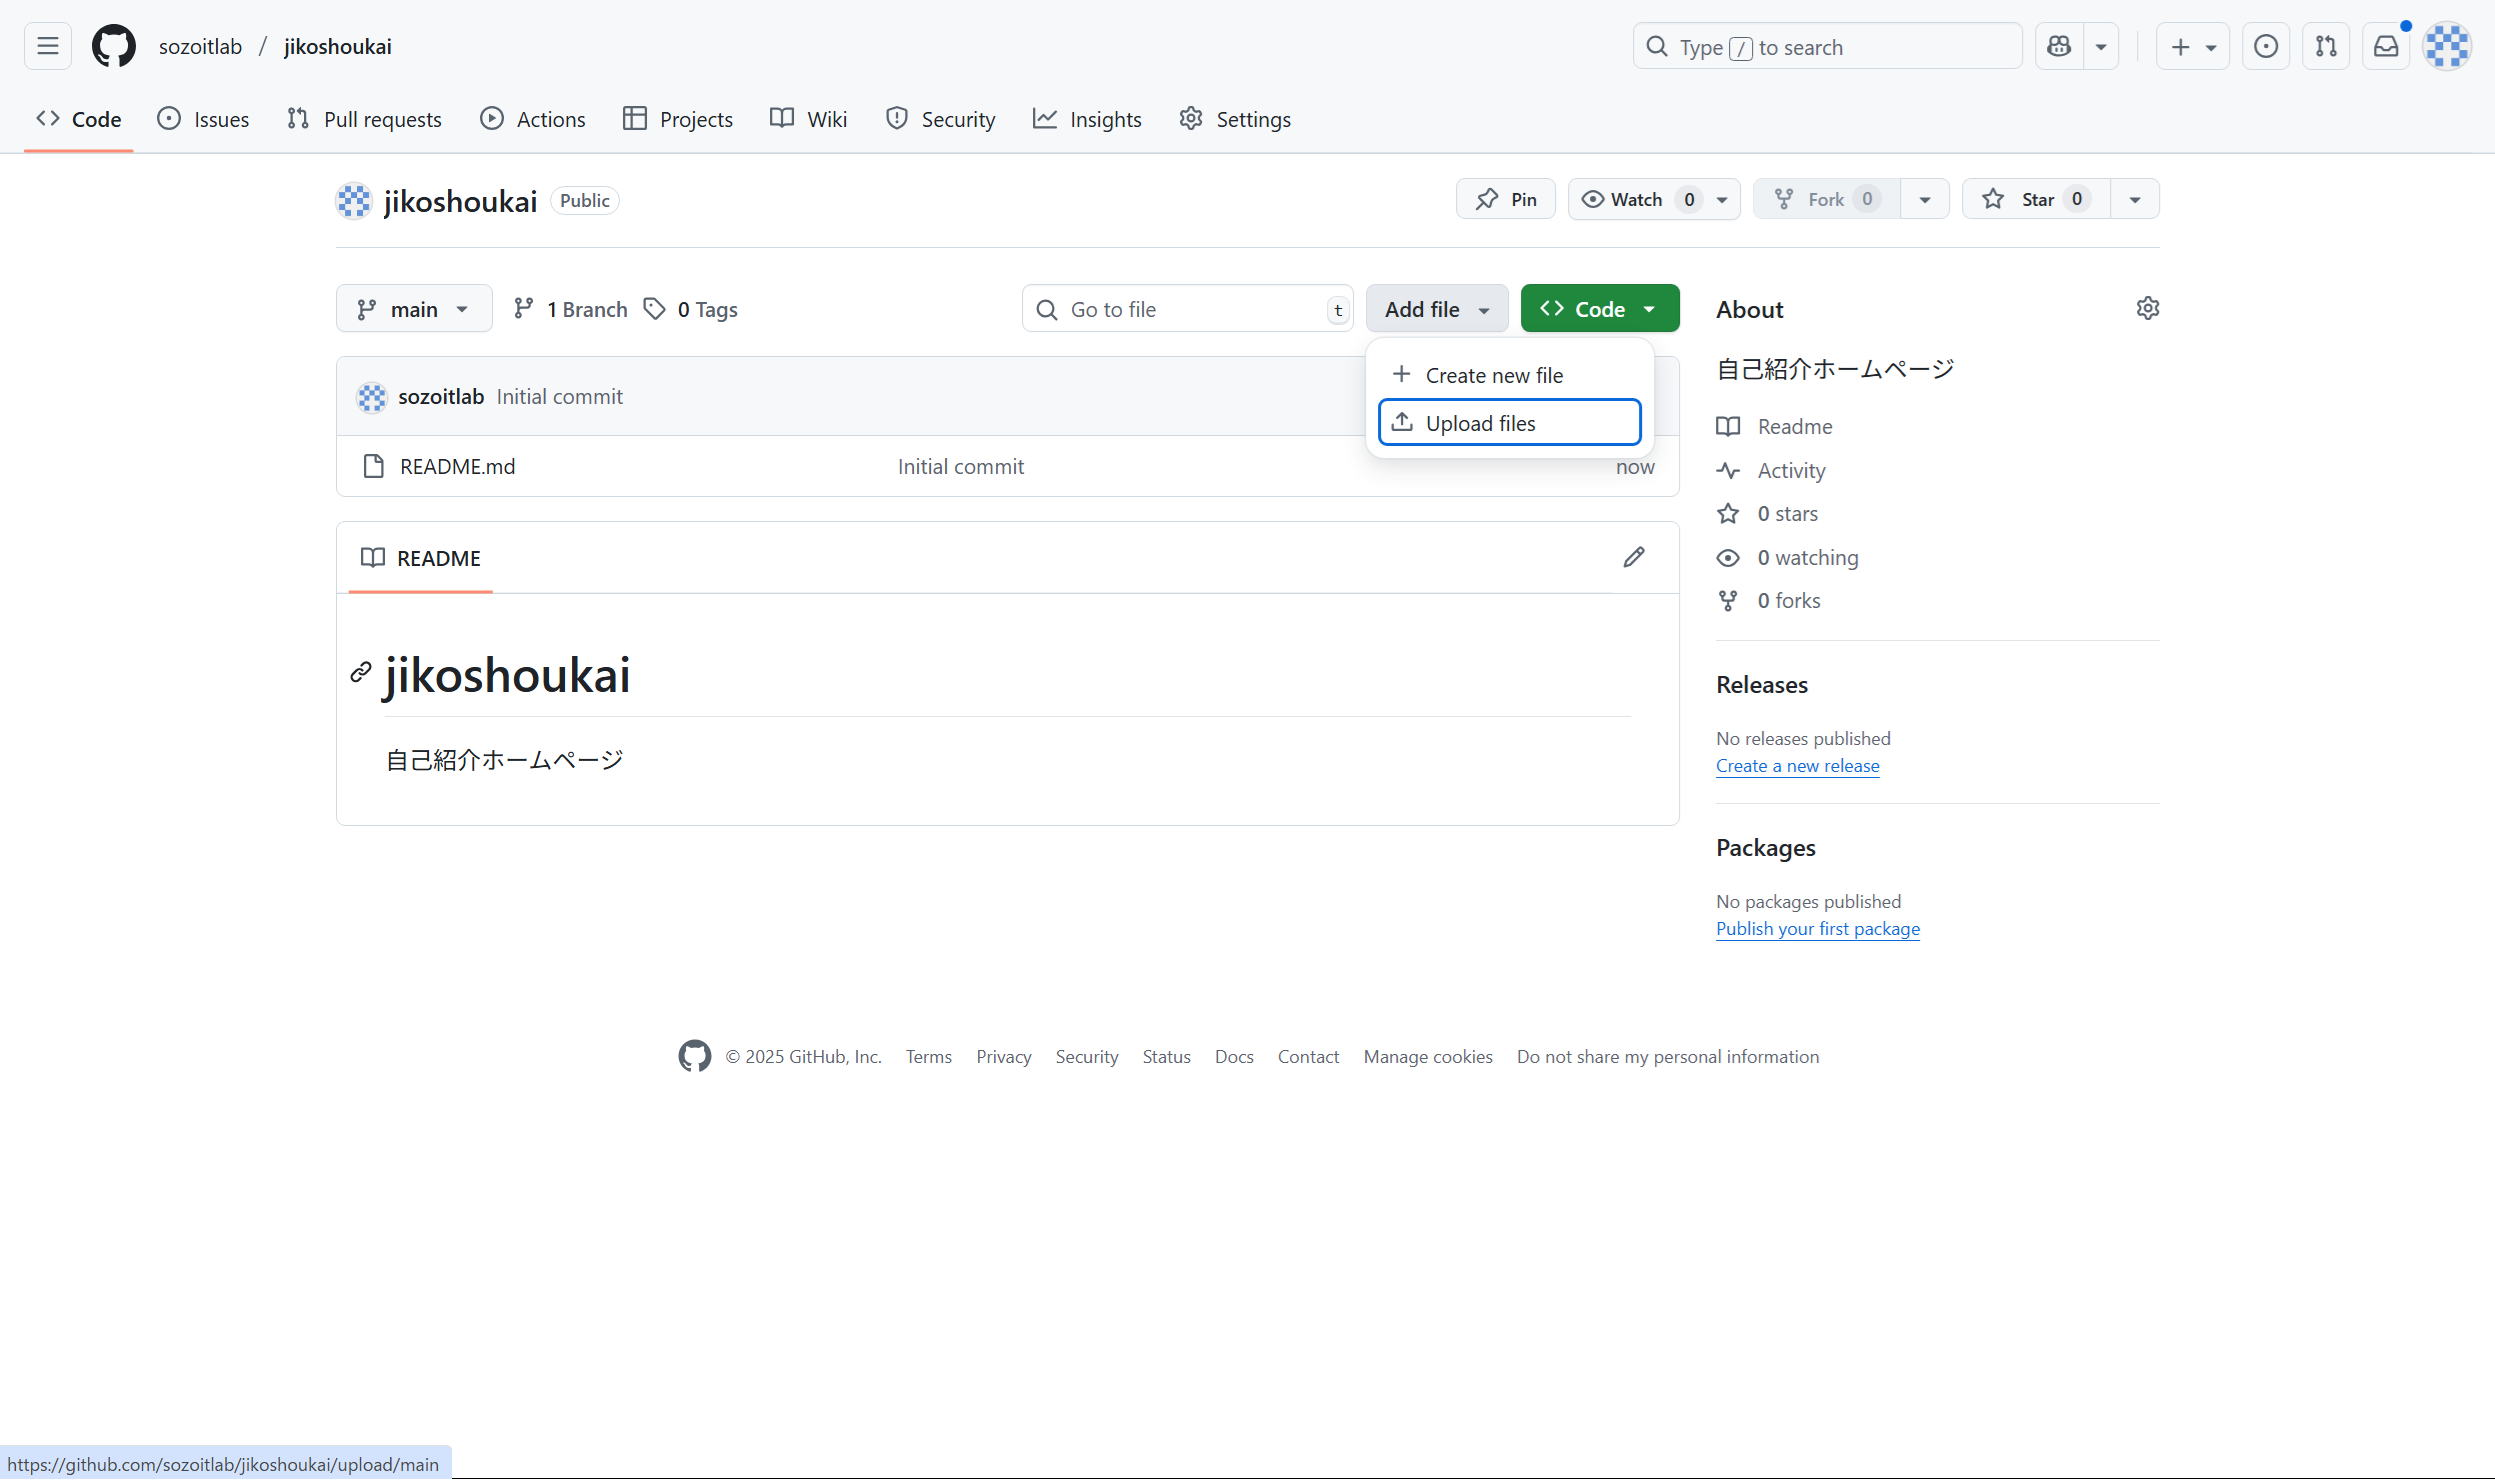 sozoitlab / jikoshoukai
Type / to search
Code Issues Pull requests Actions Projects Wiki Security Insights Settings
jikoshoukai Public
Pin Watch 0 Fork 0 Star 0
main 1 Branch 0 Tags Go to file t Add file Code
Create new file
Upload files
sozoitlab Initial commit
README.md Initial commit now
README
jikoshoukai
自己紹介ホームページ
About
自己紹介ホームページ
Readme
Activity
0 stars
0 watching
0 forks
Releases
No releases published
Create a new release
Packages
No packages published
Publish your first package
© 2025 GitHub, Inc. Terms Privacy Security Status Docs Contact Manage cookies Do not share my personal information
https://github.com/sozoitlab/jikoshoukai/upload/main